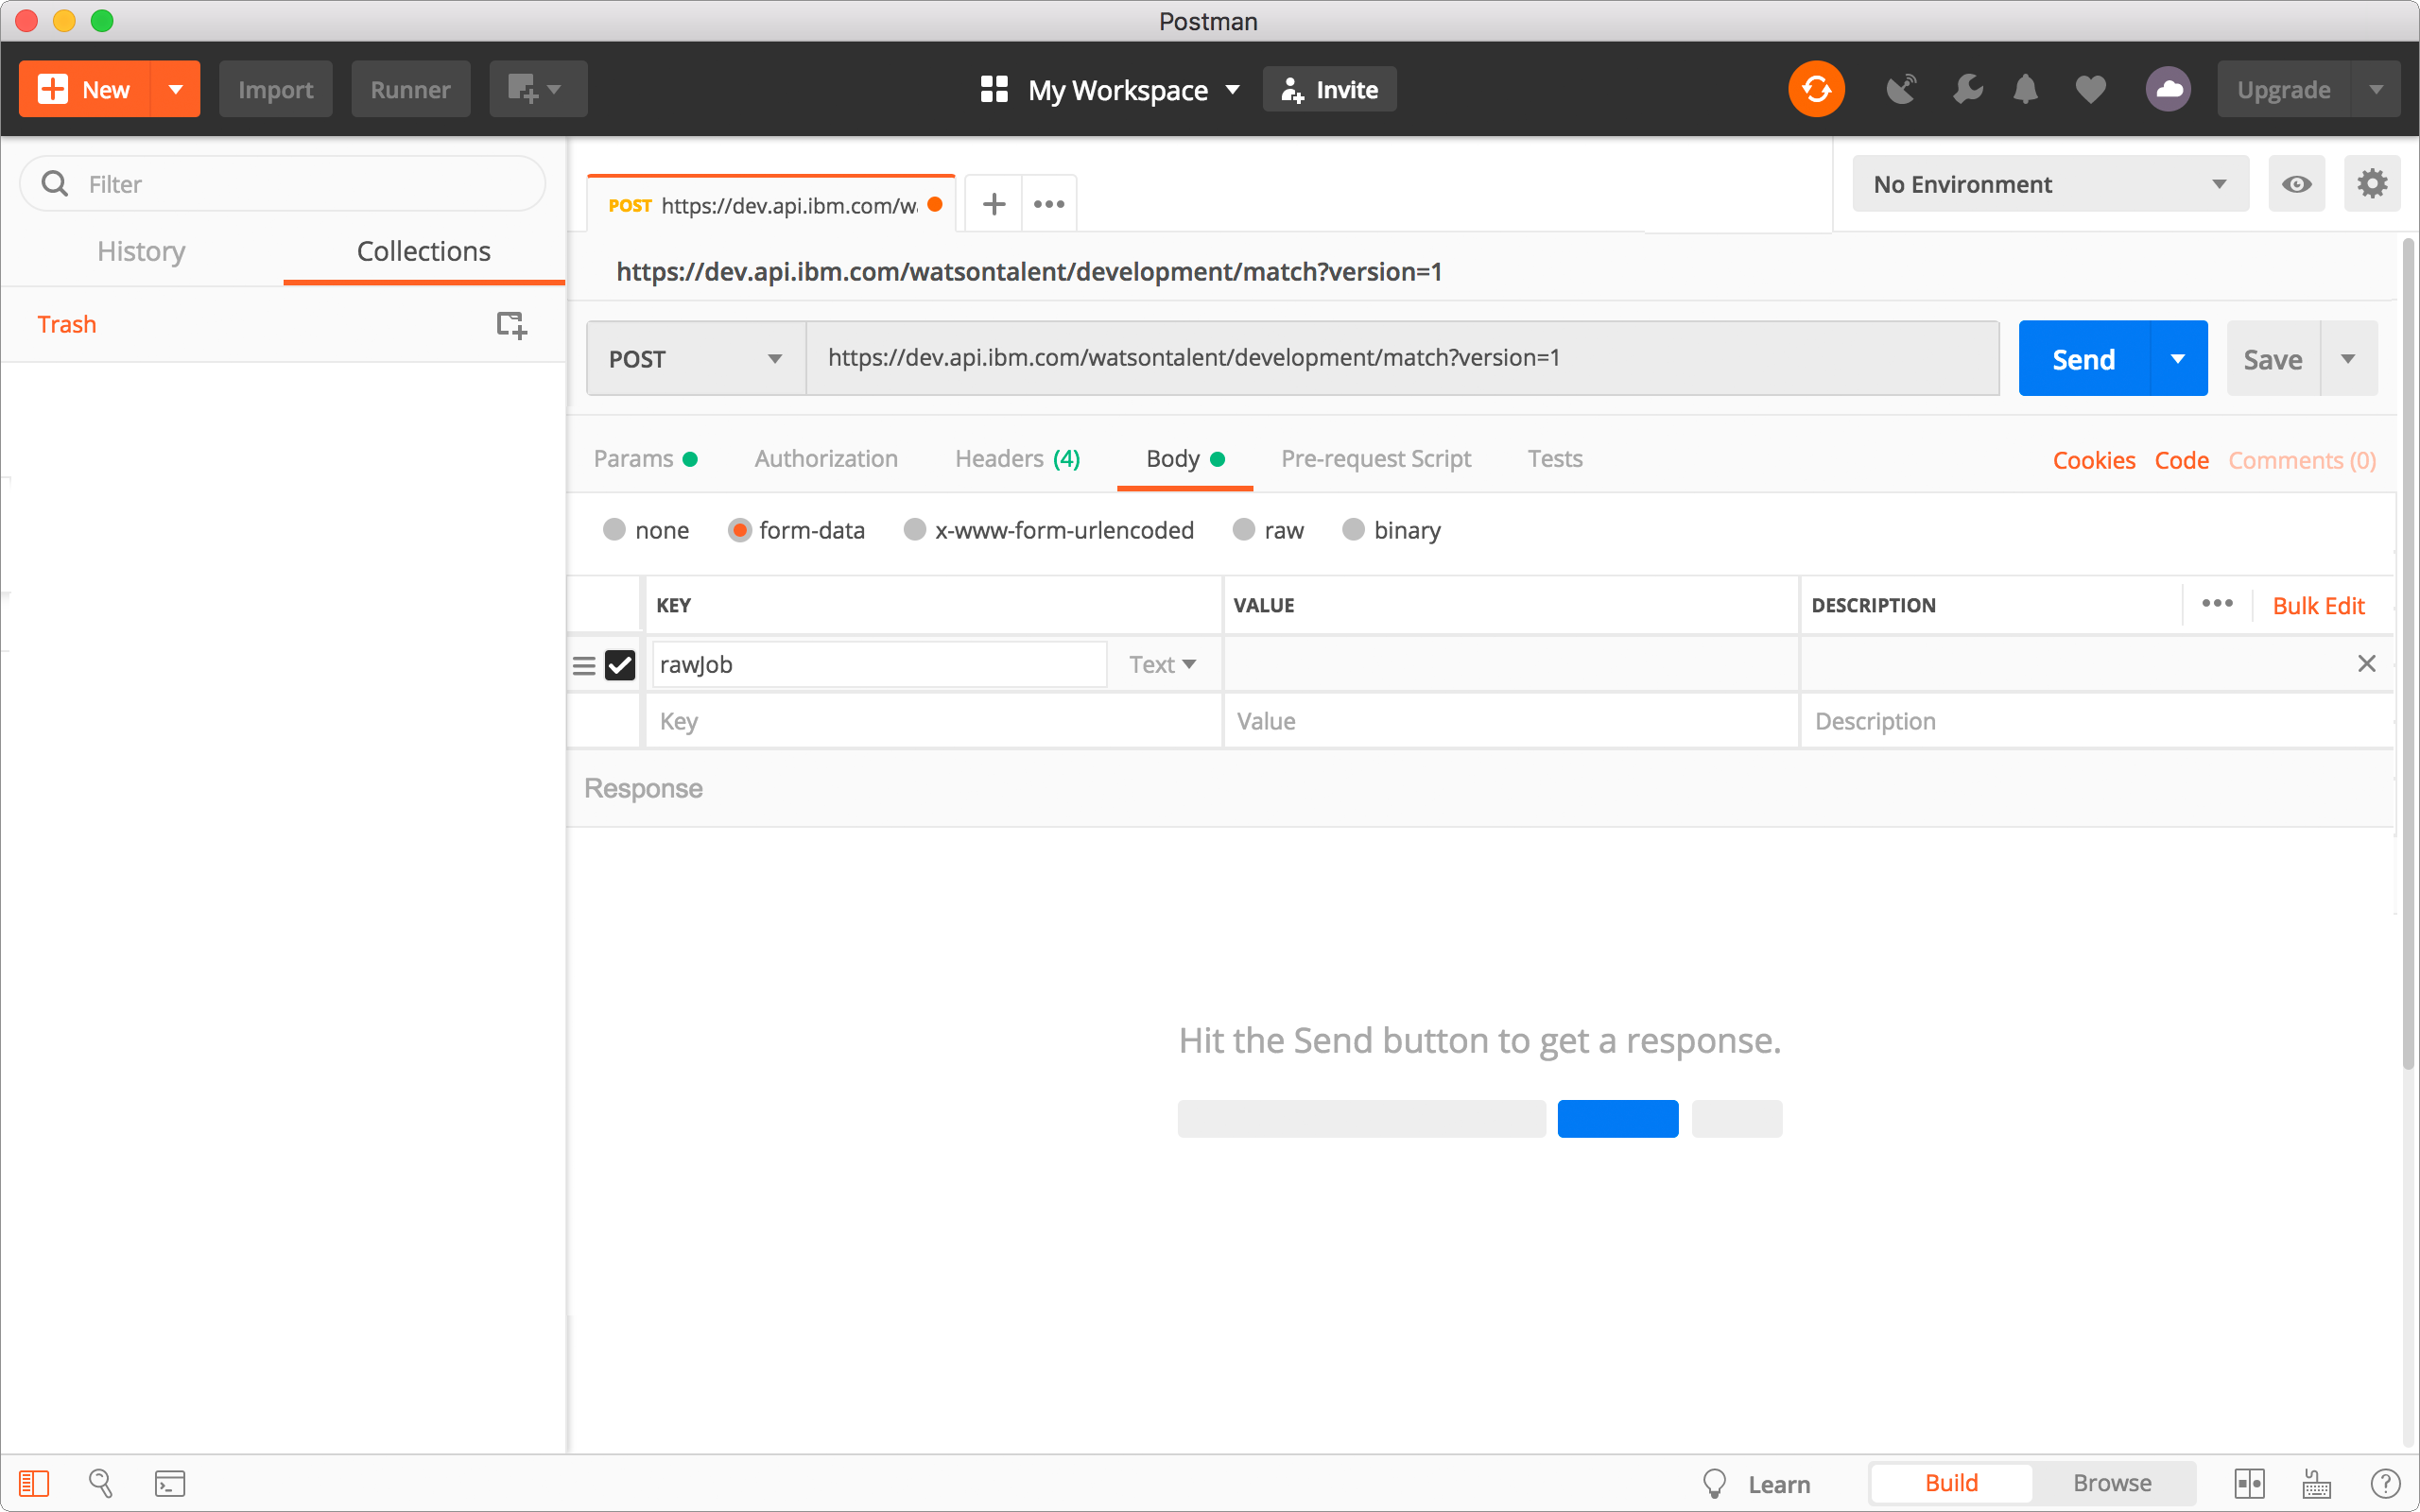 Postman
New Import Runner My Workspace Invite Upgrade
Filter
History Collections
Trash
POST https://dev.api.ibm.com/w
No Environment
https://dev.api.ibm.com/watsontalent/development/match?version=1
POST https://dev.api.ibm.com/watsontalent/development/match?version=1 Send Save
Params Authorization Headers (4) Body Pre-request Script Tests Cookies Code Comments (0)
none form-data x-www-form-urlencoded raw binary
KEY VALUE DESCRIPTION Bulk Edit
rawJob Text
Key Value Description
Response
Hit the Send button to get a response.
Learn Build Browse